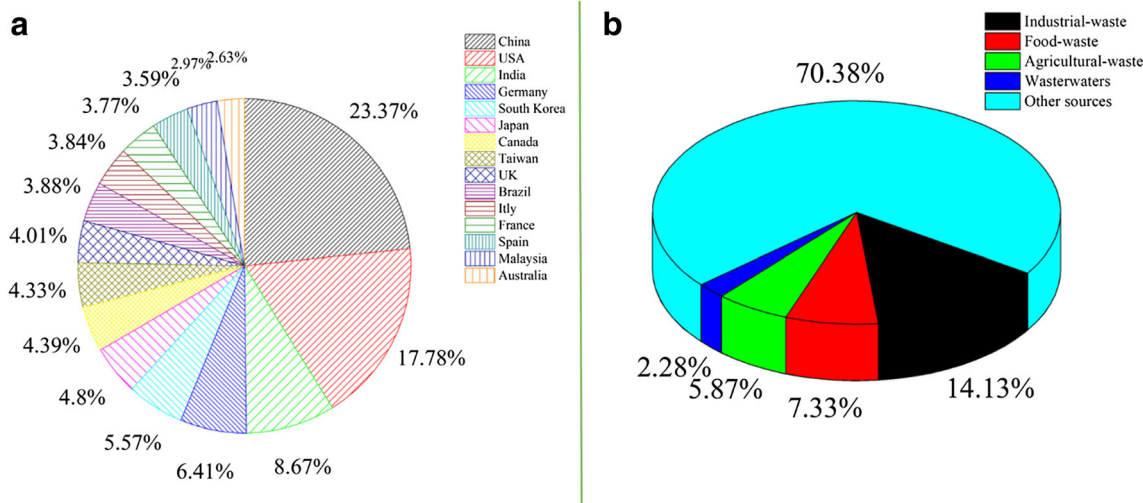 a
2.63%
2.97%
3.59%
3.77%
3.84%
3.88%
4.01%
4.33%
4.39%
4.8%
5.57%
6.41%
8.67%
17.78%
23.37%
China
USA
India
Germany
South Korea
Japan
Canada
Taiwan
UK
Brazil
Itly
France
Spain
Malaysia
Australia
b
70.38%
2.28%
5.87%
7.33%
14.13%
Industrial-waste
Food-waste
Agricultural-waste
Wasterwaters
Other sources